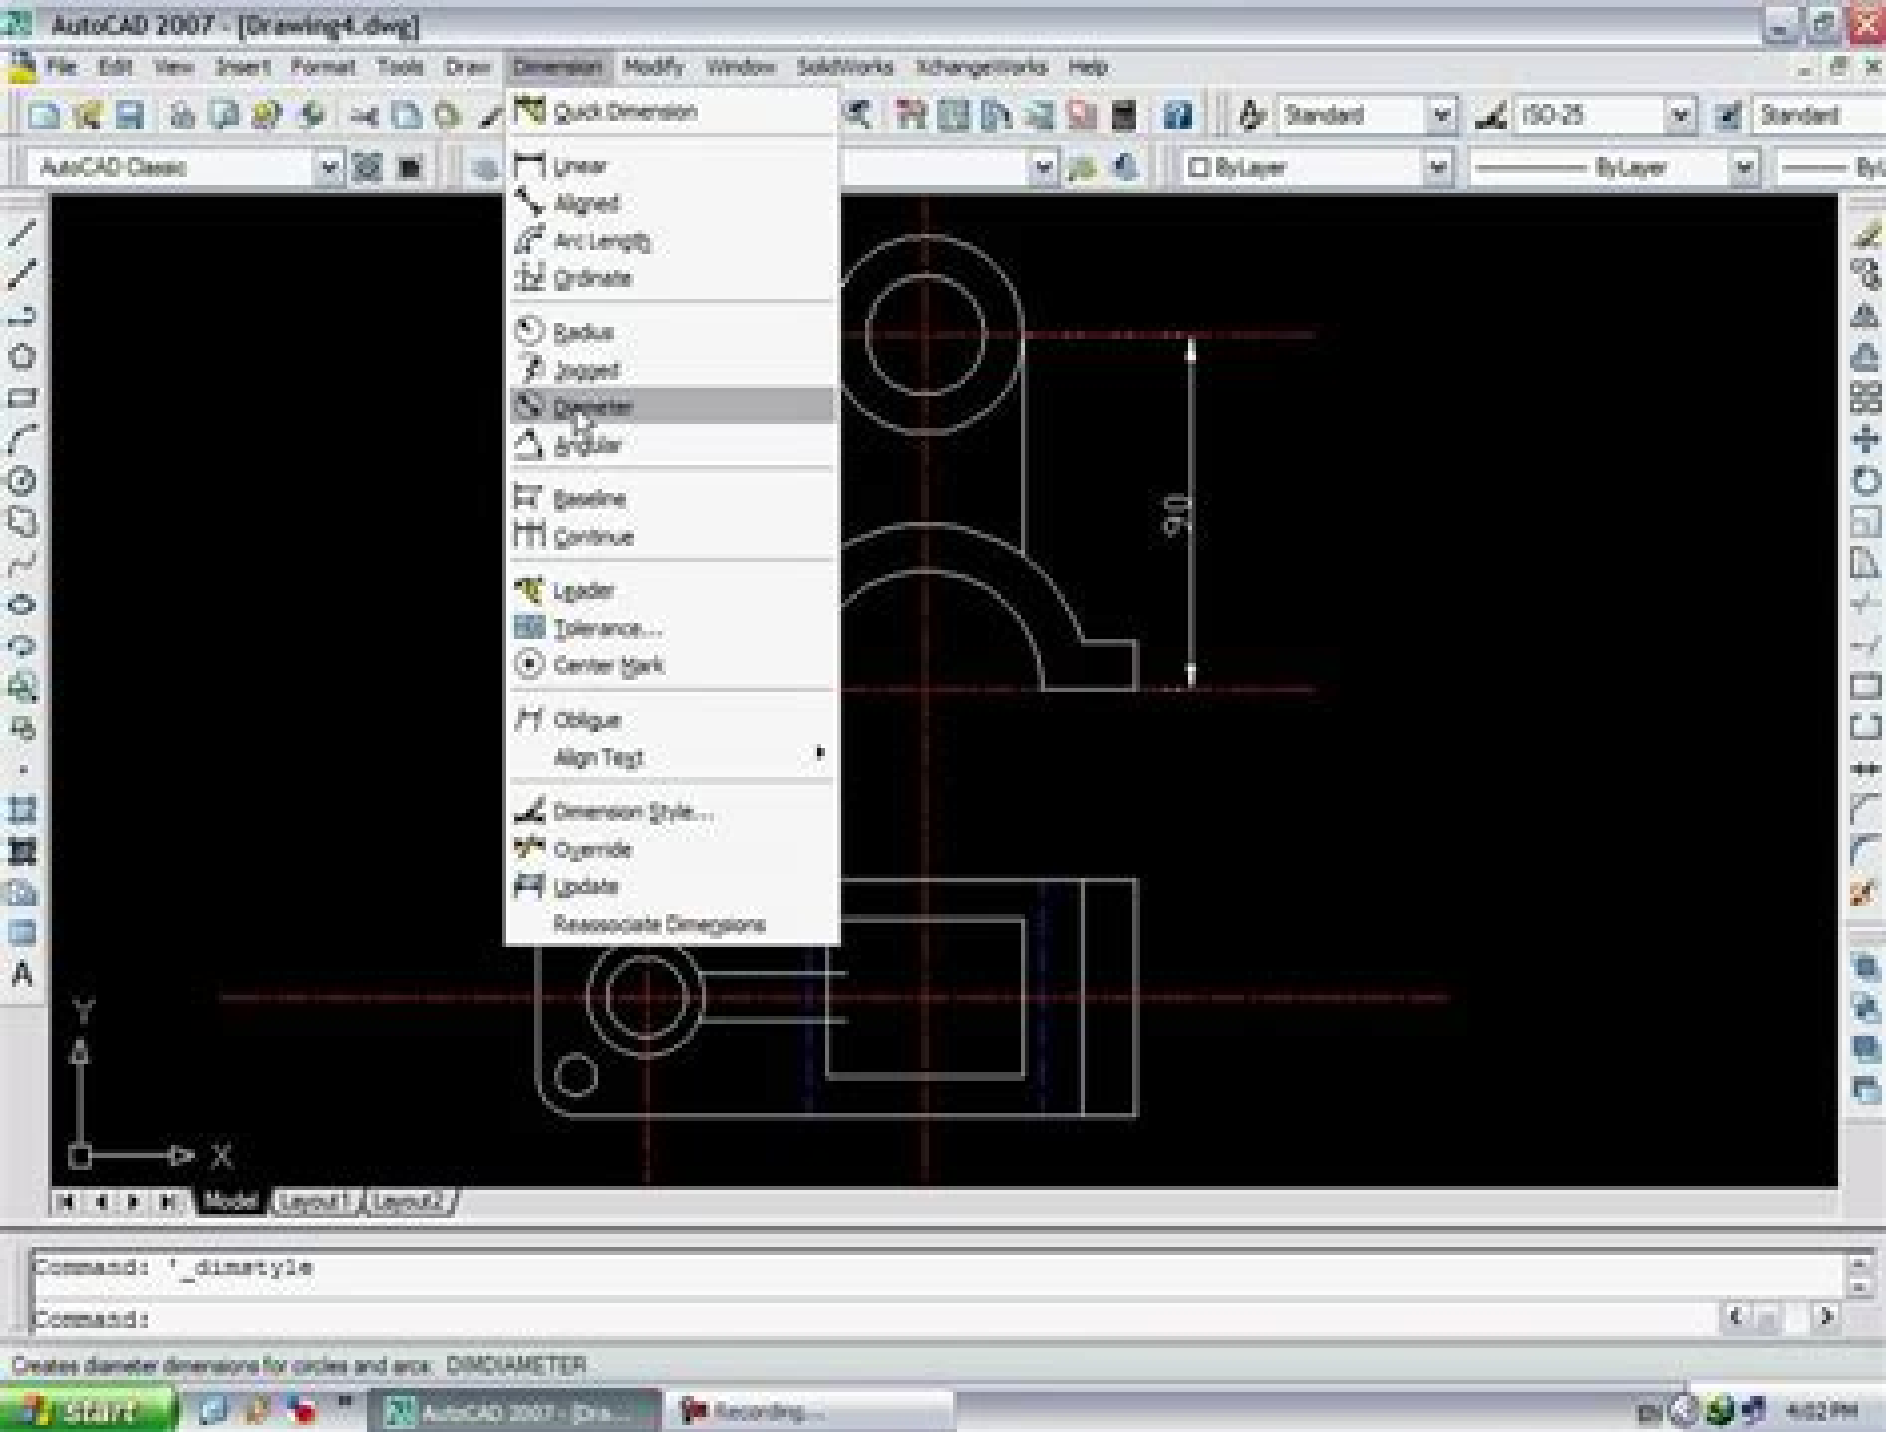 AutoCAD 2007 - [Drawing4.dwg]
File Edit View Insert Format Tools Draw Dimension Modify Window SolidWorks XchangeWorks Help
Standard ISO-25 Standard
AutoCAD Classic ByLayer ByLayer ByL
Quick Dimension
Linear
Aligned
Arc Length
Ordinate
Radius
Jogged
Diameter
Angular
Baseline
Continue
Leader
Tolerance...
Center Mark
Oblique
Align Text
Dimension Style...
Override
Update
Reassociate Dimensions
90
A
Y
X
Model Layout1 Layout2
Command: '_dimstyle
Command:
Creates diameter dimensions for circles and arcs: DIMDIAMETER
start AutoCAD 2007 - [Dra... Recording... EN 4:02 PM